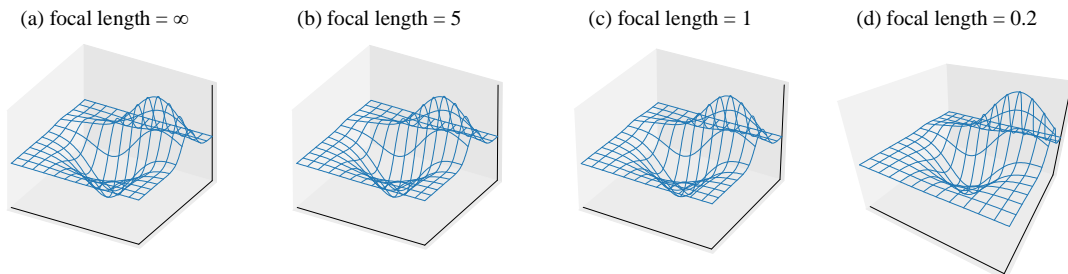 (a) focal length = ∞
(b) focal length = 5
(c) focal length = 1
(d) focal length = 0.2